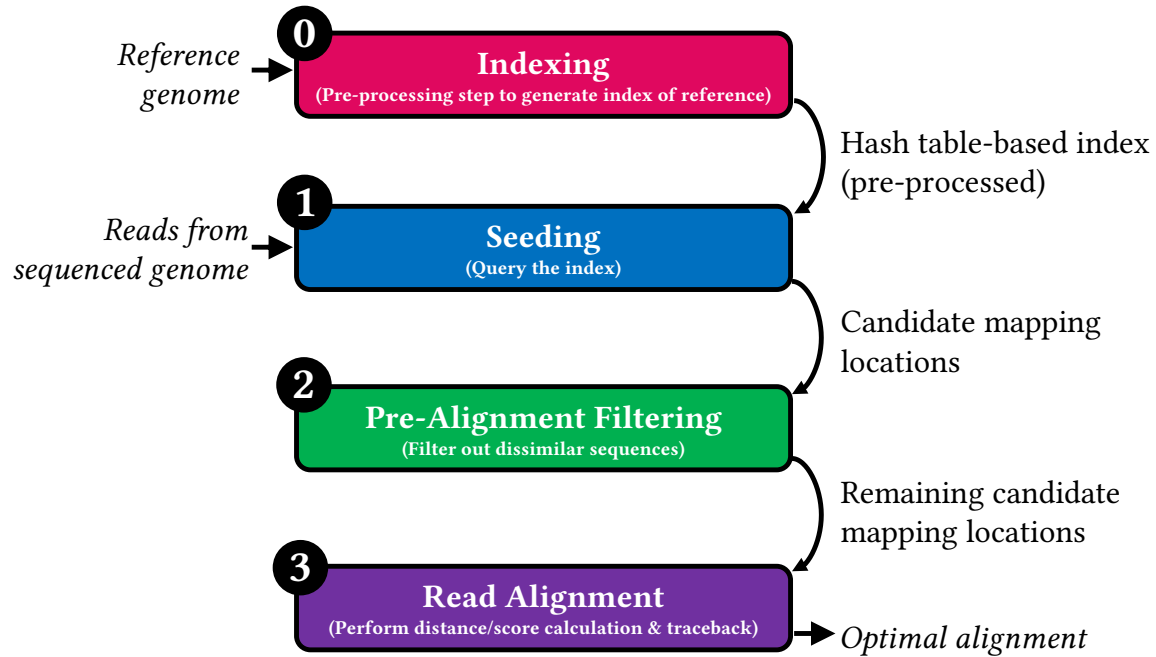 0
Reference
genome
Indexing
(Pre-processing step to generate index of reference)
Hash table-based index
(pre-processed)
1
Reads from
sequenced genome
Seeding
(Query the index)
Candidate mapping
locations
2
Pre-Alignment Filtering
(Filter out dissimilar sequences)
Remaining candidate
mapping locations
3
Read Alignment
(Perform distance/score calculation & traceback)
Optimal alignment